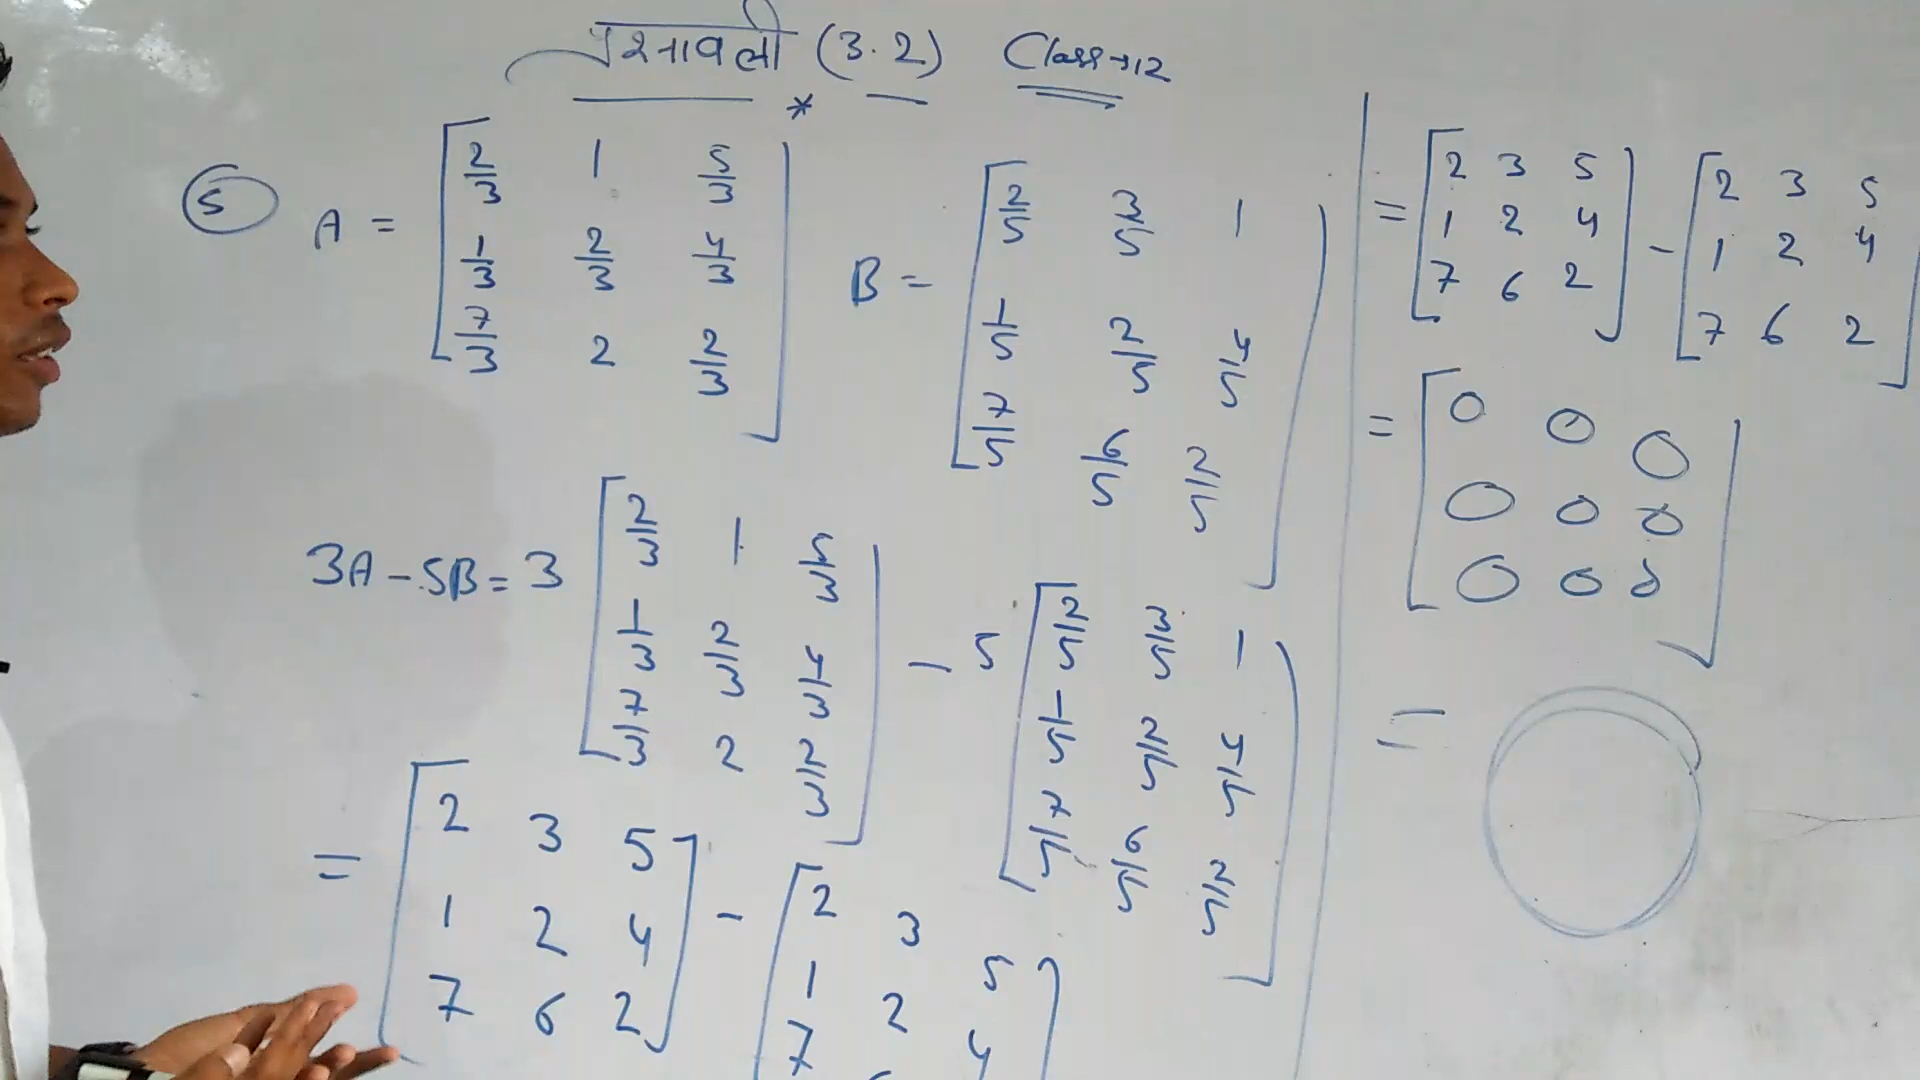 प्रश्नावली (3.2) Class→12
*
(5) A = [2/3 1 5/3
1/3 2/3 4/3
7/3 2 2/3]
B = [2/5 3/5 1
1/5 2/5 4/5
7/5 6/5 2/5]
3A - 5B = 3 [2/3 1 5/3
1/3 2/3 4/3
7/3 2 2/3]
- 5 [2/5 3/5 1
1/5 2/5 4/5
7/5 6/5 2/5]
= [2 3 5
1 2 4
7 6 2]
- [2 3 5
1 2 4
7
= [2 3 5
1 2 4
7 6 2]
- [2 3 5
1 2 4
7 6 2]
= [0 0 0
0 0 0
0 0 0]
= O